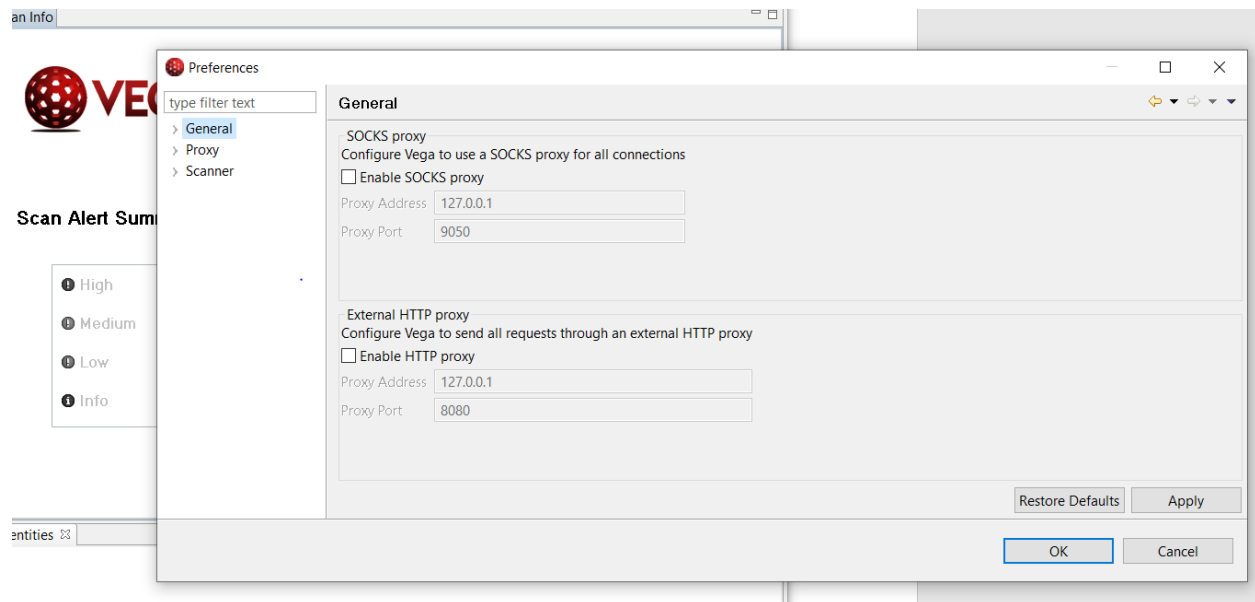 an Info
Preferences
type filter text
General
Proxy
Scanner
General
SOCKS proxy
Configure Vega to use a SOCKS proxy for all connections
Enable SOCKS proxy
Proxy Address 127.0.0.1
Proxy Port 9050
External HTTP proxy
Configure Vega to send all requests through an external HTTP proxy
Enable HTTP proxy
Proxy Address 127.0.0.1
Proxy Port 8080
Restore Defaults Apply
OK Cancel
VE
Scan Alert Sum
High
Medium
Low
Info
entities